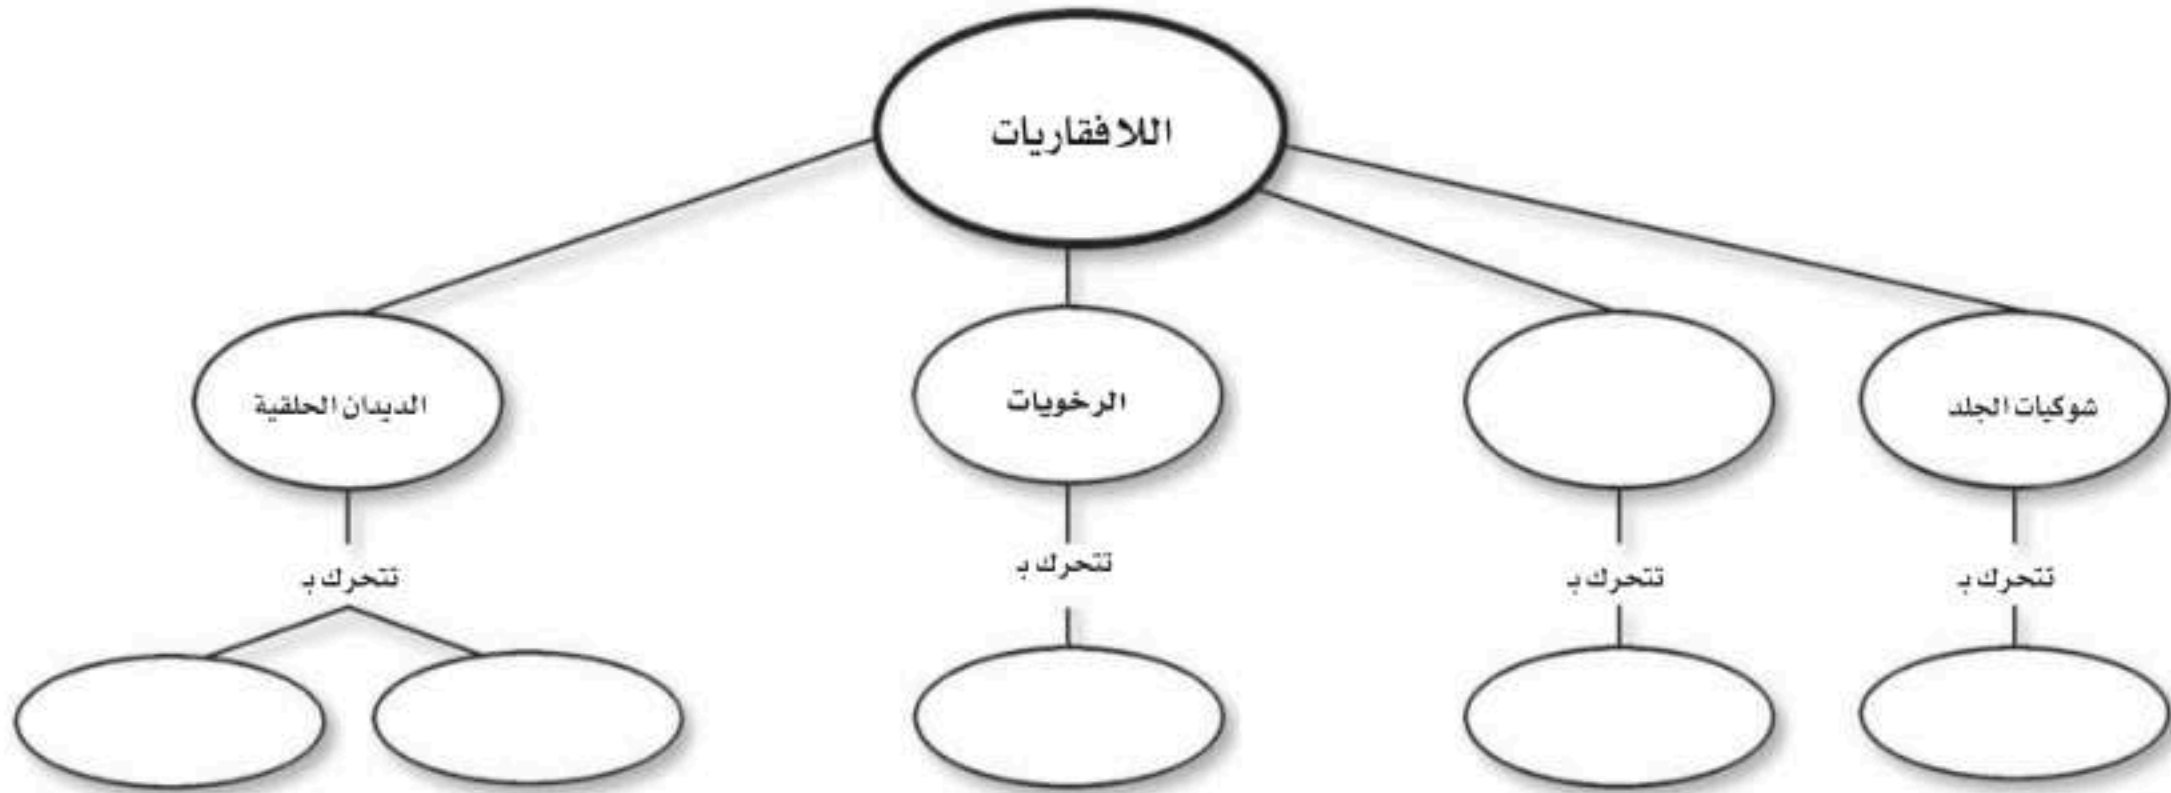 اللافقاريات
شوكيات الجلد
الرخويات
الديدان الحلقية
تتحرك بـ
تتحرك بـ
تتحرك بـ
تتحرك بـ